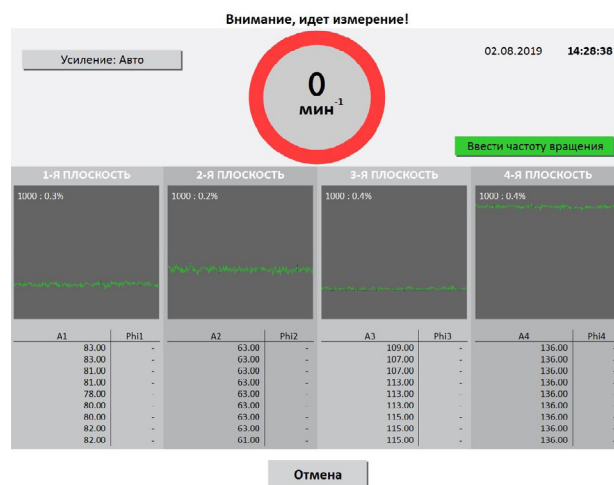 Внимание, идет измерение!
Усиление: Авто
0
мин-1
02.08.2019 14:28:38
Ввести частоту вращения
1-Я ПЛОСКОСТЬ 2-Я ПЛОСКОСТЬ 3-Я ПЛОСКОСТЬ 4-Я ПЛОСКОСТЬ
1000 : 0.3% 1000 : 0.2% 1000 : 0.4% 1000 : 0.4%
A1 Phi1 A2 Phi2 A3 Phi3 A4 Phi4
83.00 - 63.00 - 109.00 - 136.00 -
83.00 - 63.00 - 107.00 - 136.00 -
81.00 - 63.00 - 107.00 - 136.00 -
81.00 - 63.00 - 113.00 - 136.00 -
78.00 - 63.00 - 113.00 - 136.00 -
80.00 - 63.00 - 113.00 - 136.00 -
80.00 - 63.00 - 115.00 - 136.00 -
82.00 - 63.00 - 115.00 - 136.00 -
82.00 - 61.00 - 115.00 - 136.00 -
Отмена